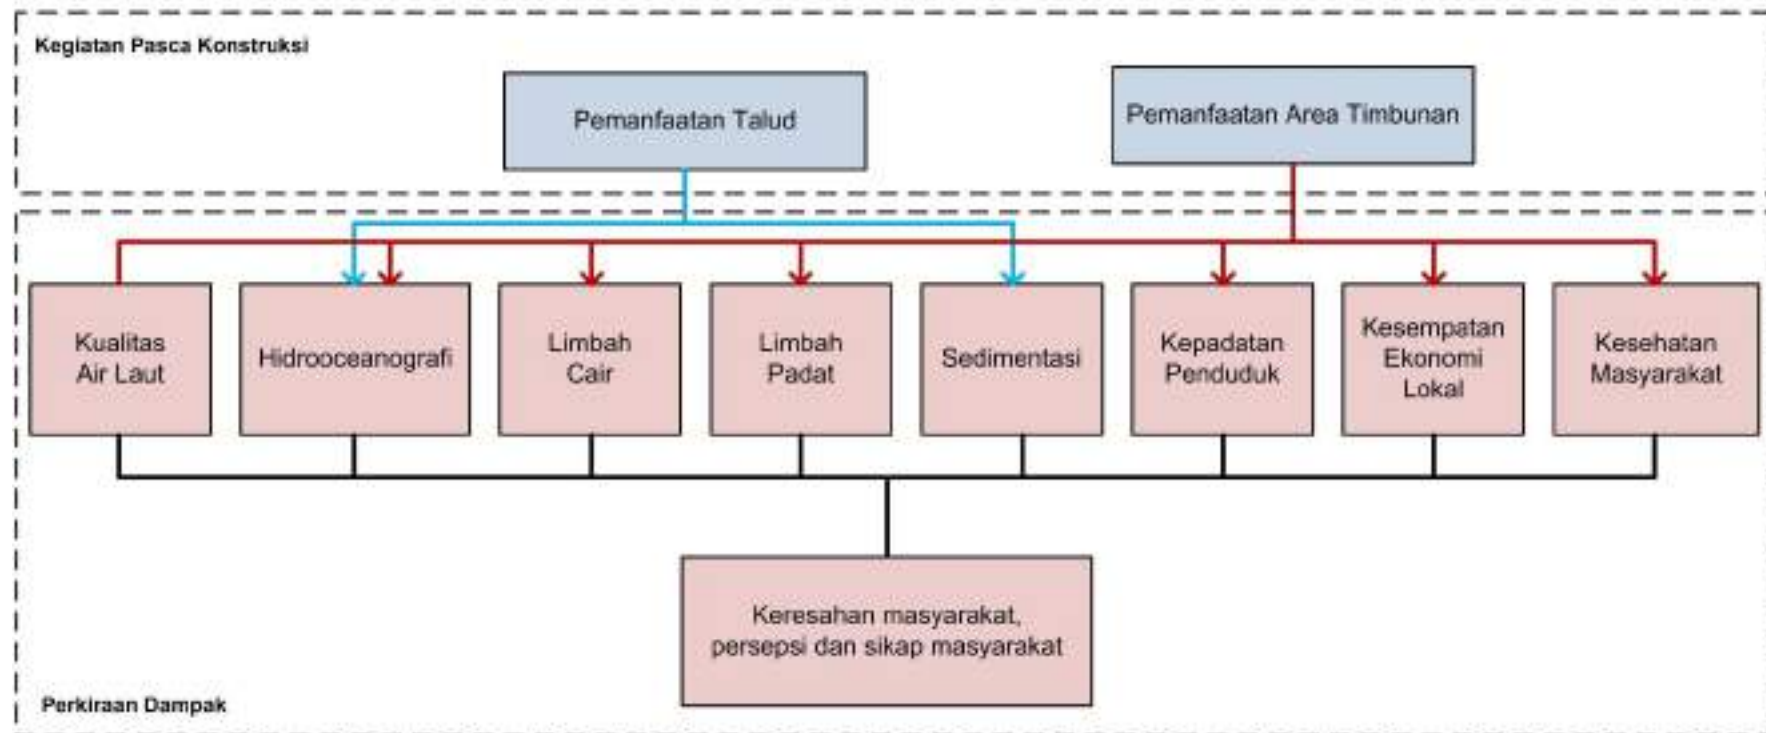 Kegiatan Pasca Konstruksi
Pemanfaatan Talud
Pemanfaatan Area Timbunan
Kualitas
Air Laut
Hidrooceanografi
Limbah
Cair
Limbah
Padat
Sedimentasi
Kepadatan
Penduduk
Kesempatan
Ekonomi
Lokal
Kesehatan
Masyarakat
Keresahan masyarakat,
persepsi dan sikap masyarakat
Perkiraan Dampak